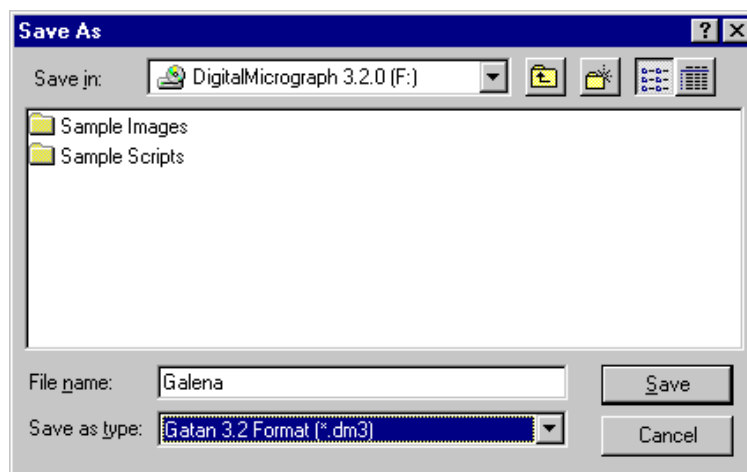 Save As
Save in: DigitalMicrograph 3.2.0 (F:)
Sample Images
Sample Scripts
File name: Galena Save
Save as type: Gatan 3.2 Format (*.dm3) Cancel